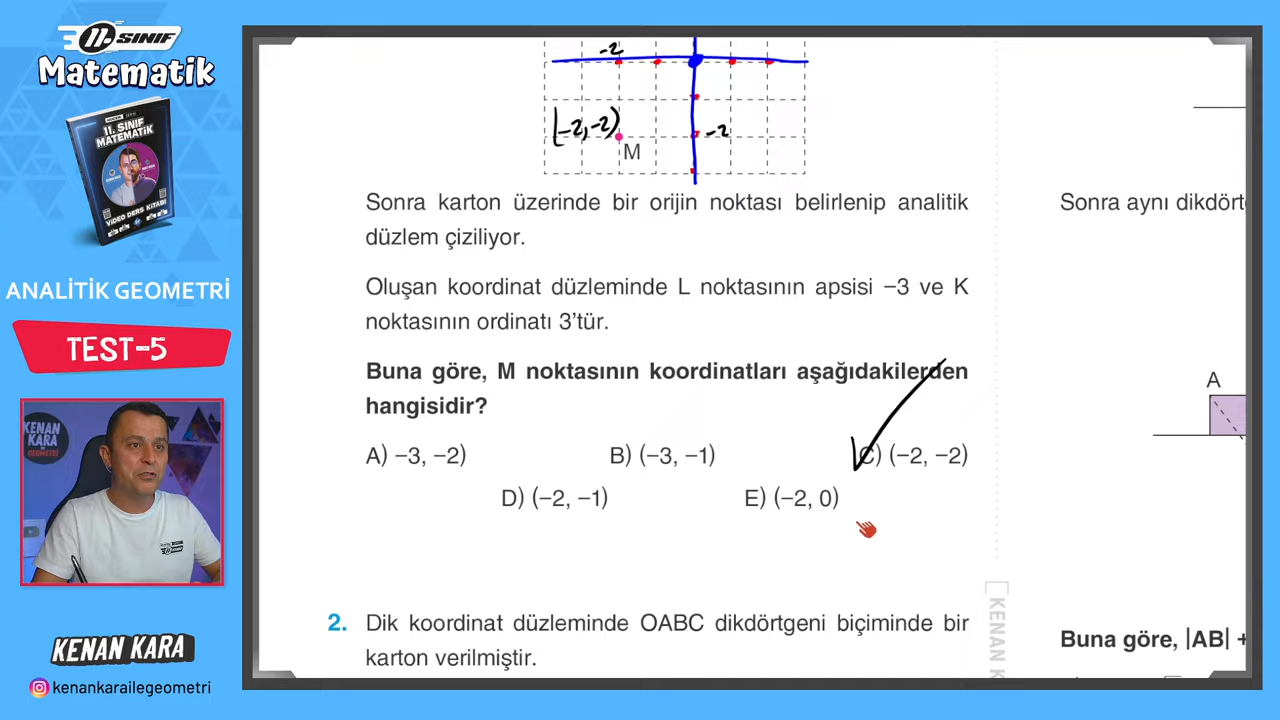 11. SINIF
Matematik
11. SINIF
MATEMATİK
VİDEO DERS KİTABI
ANALİTİK GEOMETRİ
TEST-5
KENAN
KARA
GEOMETRİ
11. SINIF
KENAN KARA
kenankarailegeometri
-2
(-2,-2)
-2
M
Sonra karton üzerinde bir orijin noktası belirlenip analitik
düzlem çiziliyor.
Oluşan koordinat düzleminde L noktasının apsisi –3 ve K
noktasının ordinatı 3’tür.
Buna göre, M noktasının koordinatları aşağıdakilerden
hangisidir?
A) –3, –2)
B) (–3, –1)
C) (–2, –2)
D) (–2, –1)
E) (–2, 0)
2. Dik koordinat düzleminde OABC dikdörtgeni biçiminde bir
karton verilmiştir.
[KENAN K
Sonra aynı dikdört
A
Buna göre, |AB| +